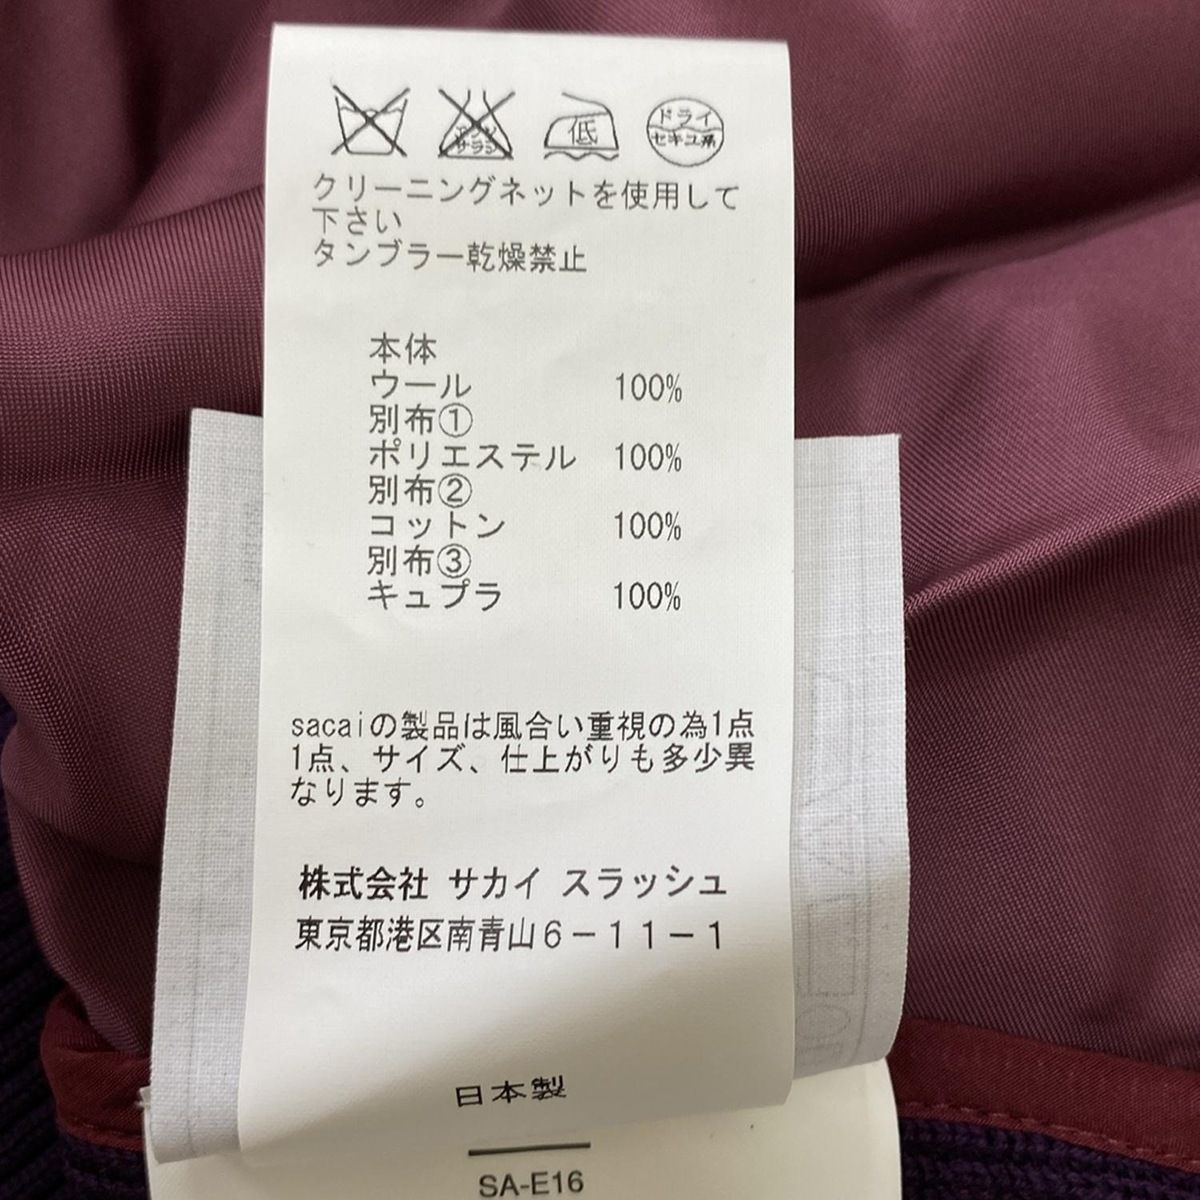 低
ドライ
セキユ系
クリーニングネットを使用して
下さい
タンブラー乾燥禁止
本体
ウール 100%
別布①
ポリエステル 100%
別布②
コットン 100%
別布③
キュプラ 100%
sacaiの製品は風合い重視の為1点
1点、サイズ、仕上がりも多少異
なります。
株式会社 サカイ スラッシュ
東京都港区南青山6-11-1
日本製
SA-E16